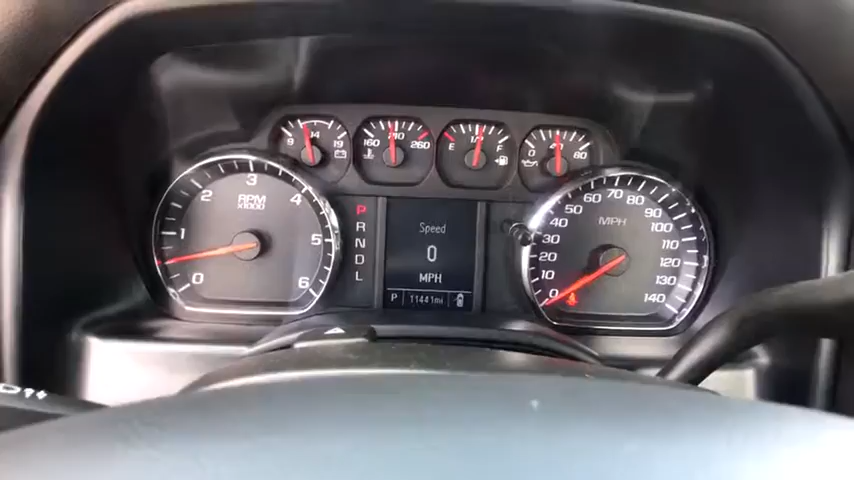 9 14 19
160 210 260
E 1/2 F
0 40 80
RPM
x1000
0 1 2 3 4 5 6
P
R
N
D
L
Speed
0
MPH
P 11441mi
MPH
0 10 20 30 40 50 60 70 80 90 100 110 120 130 140